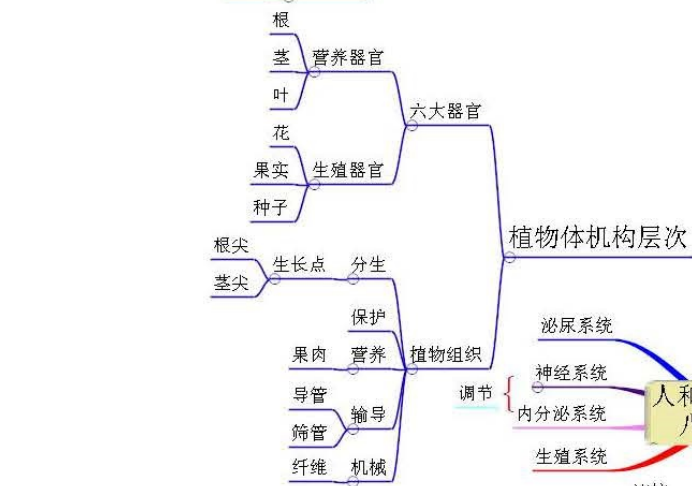 根
茎
营养器官
叶
六大器官
花
果实
生殖器官
种子
植物体机构层次
根尖
生长点
分生
茎尖
保护
果肉
营养
植物组织
导管
输导
筛管
纤维
机械
泌尿系统
神经系统
调节
内分泌系统
生殖系统